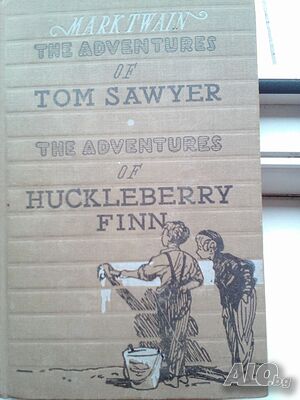 MARK TWAIN
THE ADVENTURES
OF
TOM SAWYER
THE ADVENTURES
OF
HUCKLEBERRY
FINN
ALO.bg